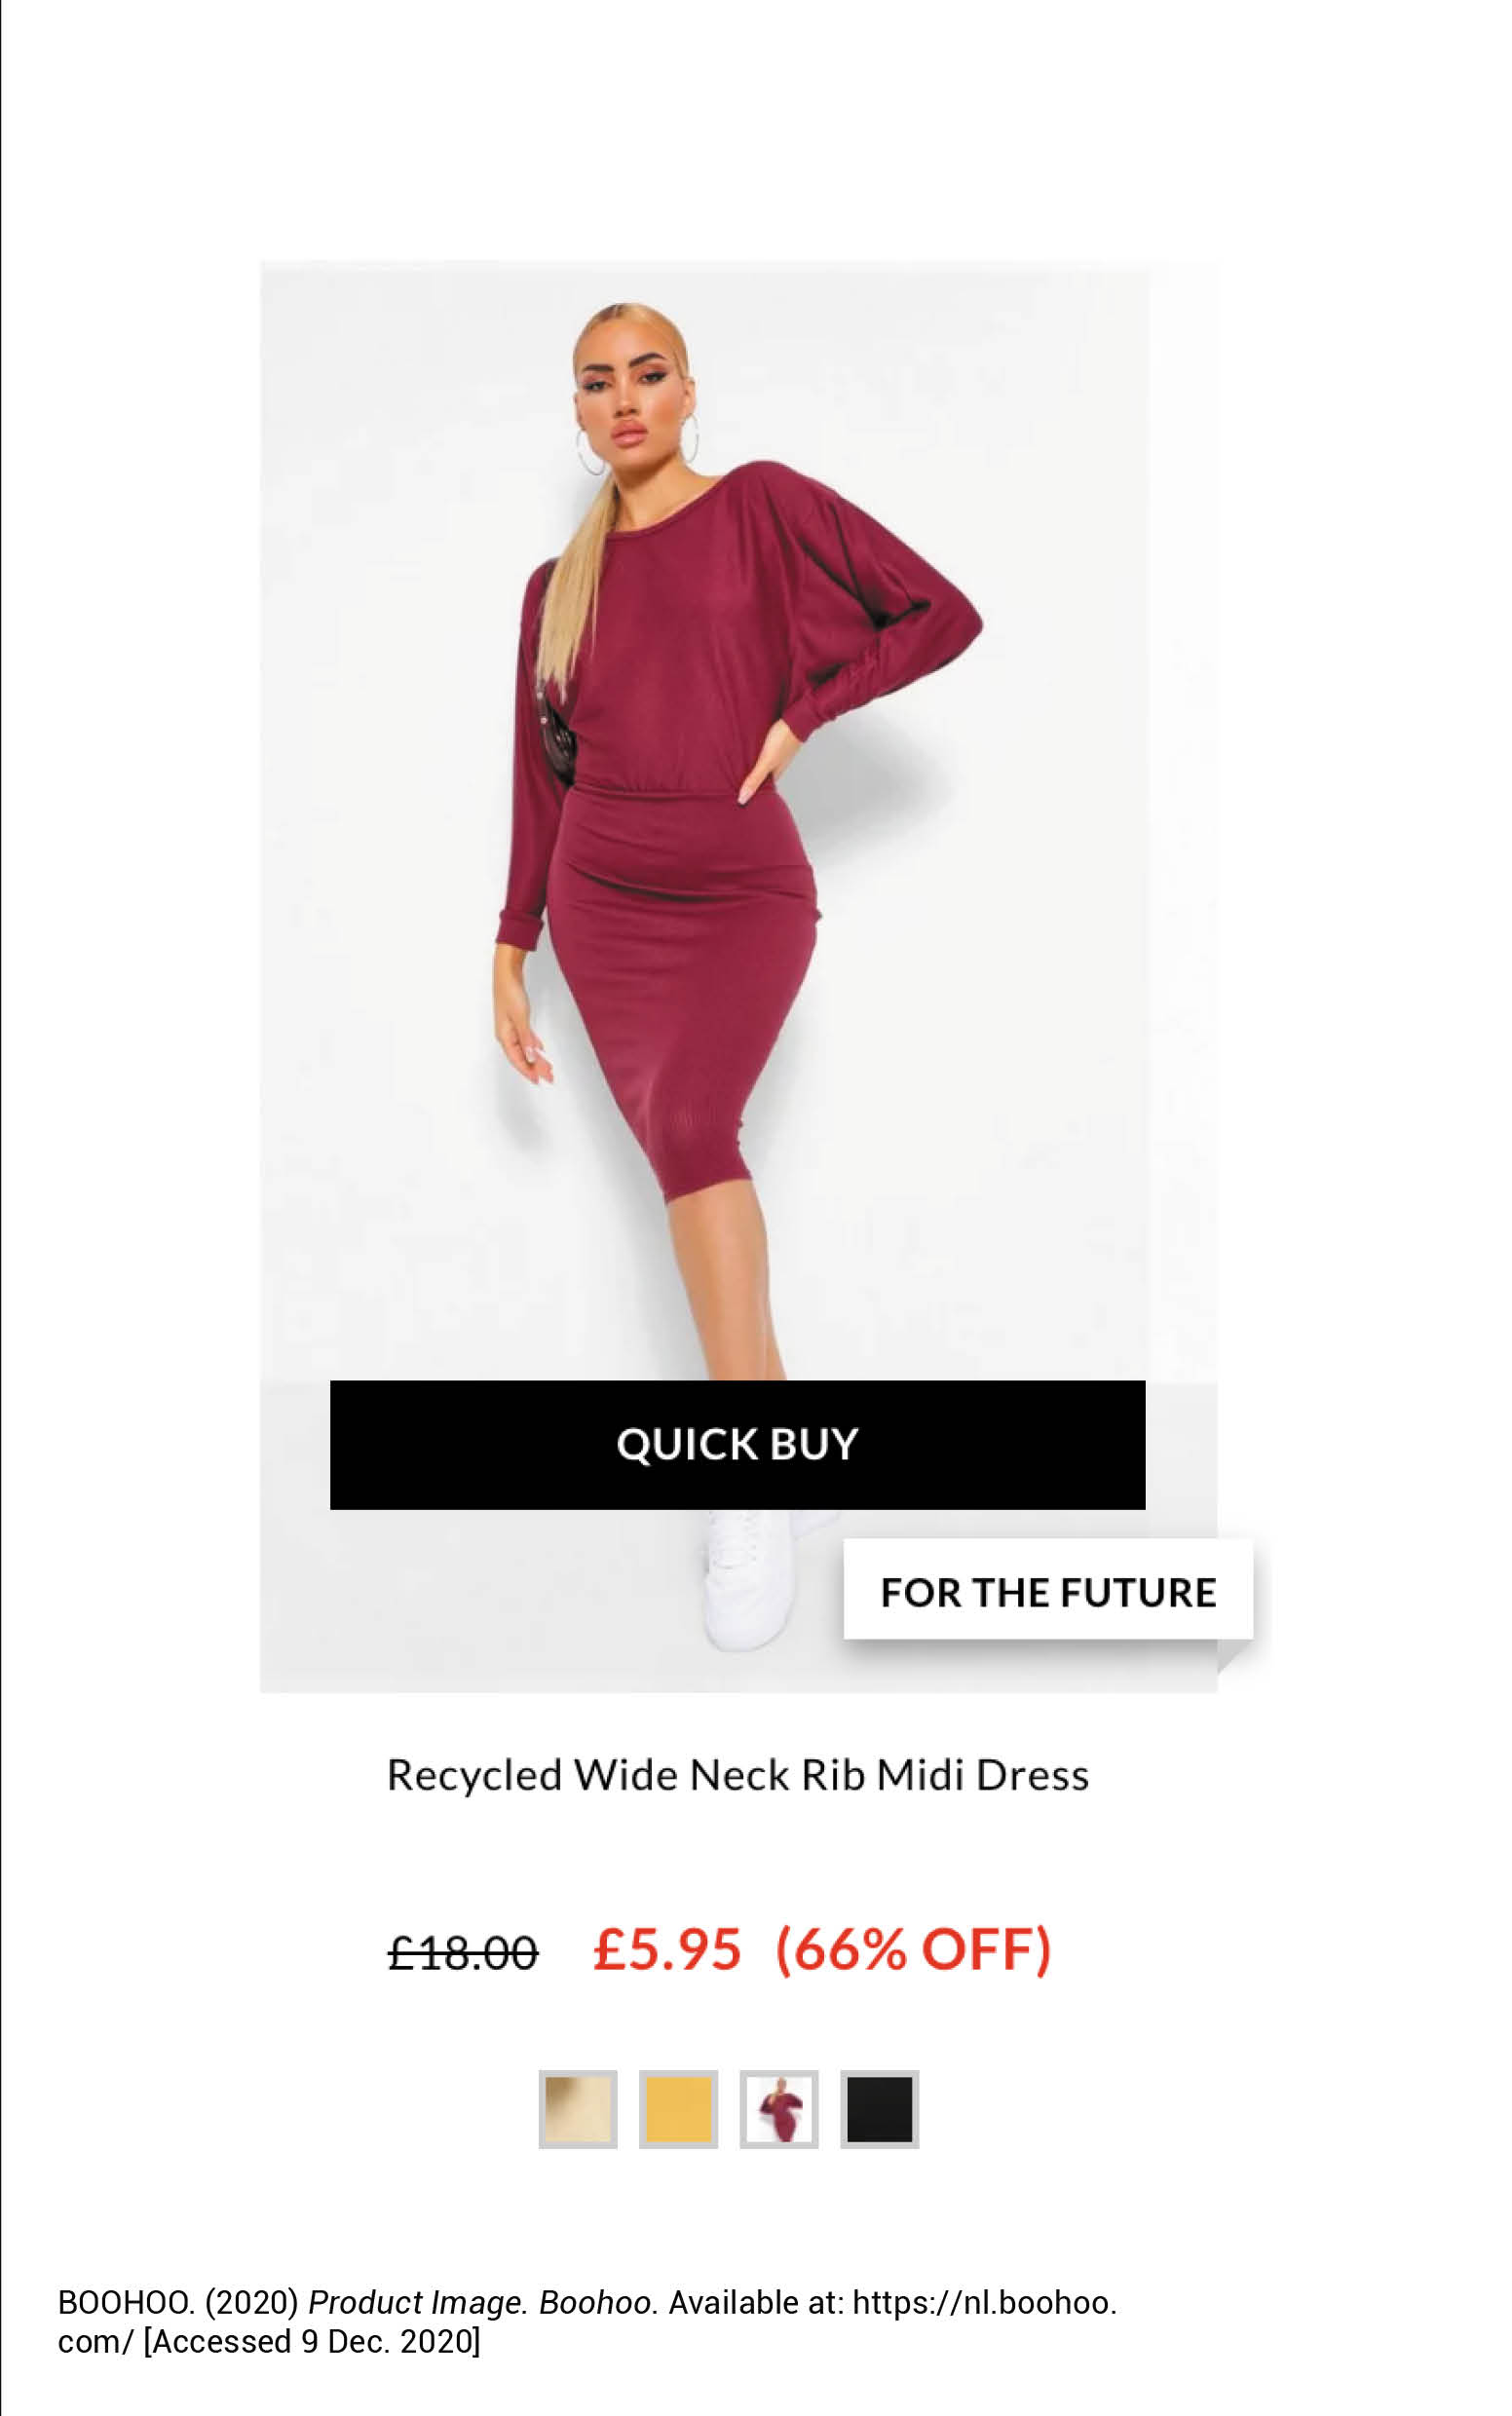 QUICK BUY
FOR THE FUTURE
Recycled Wide Neck Rib Midi Dress
£18.00 £5.95 (66% OFF)
BOOHOO. (2020) Product Image. Boohoo. Available at: https://nl.boohoo.
com/ [Accessed 9 Dec. 2020]